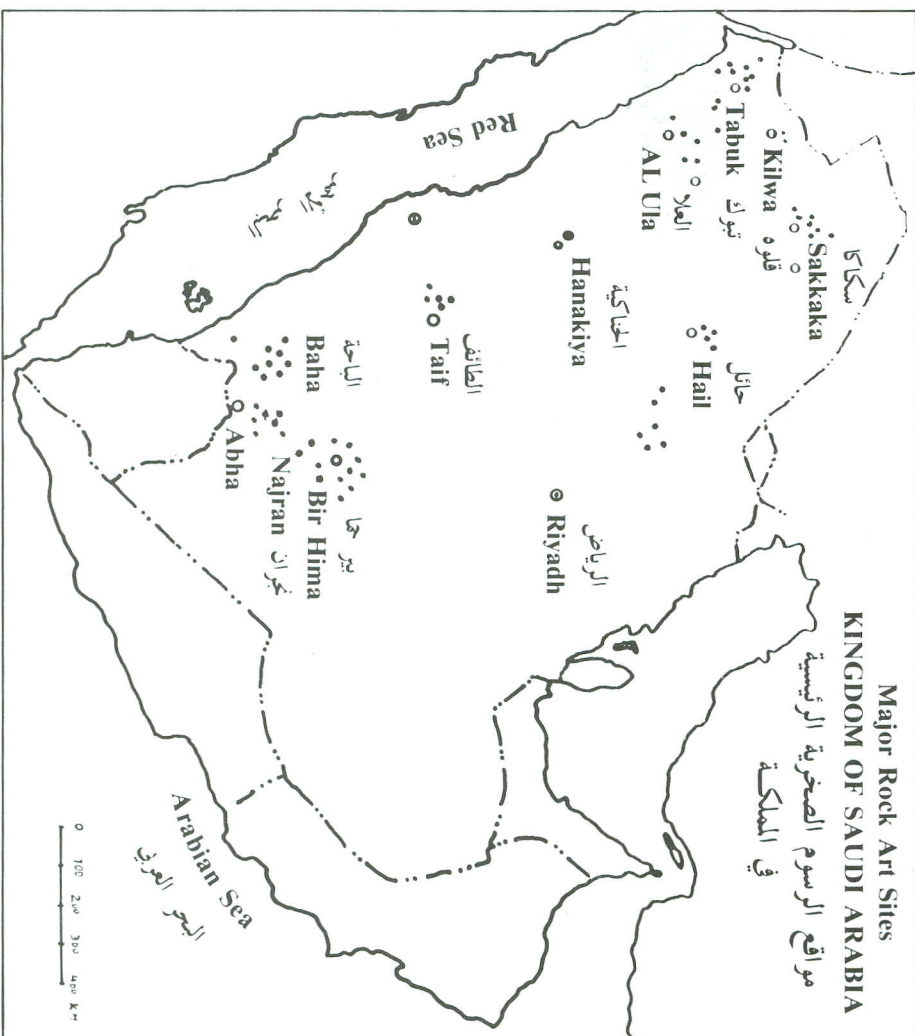 Major Rock Art Sites
KINGDOM OF SAUDI ARABIA
مواقع الرسوم الصخرية الرئيسية
في المملكة
سكاكا
Sakkaka
Kilwa
قلوه
Tabuk
تبوك
العلا
AL Ula
حائل
Hail
الحناكية
Hanakiya
الرياض
Riyadh
Red Sea
البحر الأحمر
الطائف
Taif
الباحة
Baha
بير حما
Bir Hima
Najran
نجران
Abha
Arabian Sea
البحر العربي
0 100 200 300 400 KM